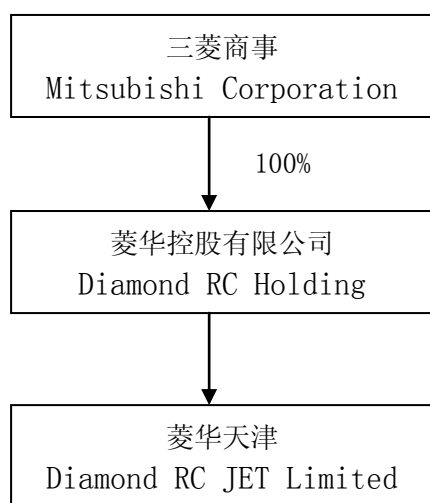 三菱商事
Mitsubishi Corporation
100%
菱华控股有限公司
Diamond RC Holding
菱华天津
Diamond RC JET Limited